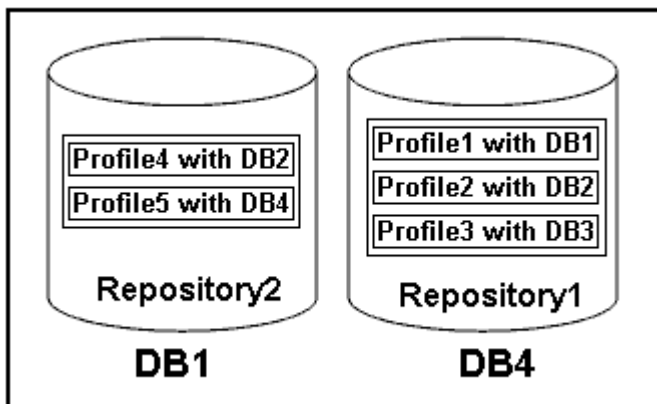 Profile4 with DB2
Profile5 with DB4
Repository2
DB1
Profile1 with DB1
Profile2 with DB2
Profile3 with DB3
Repository1
DB4